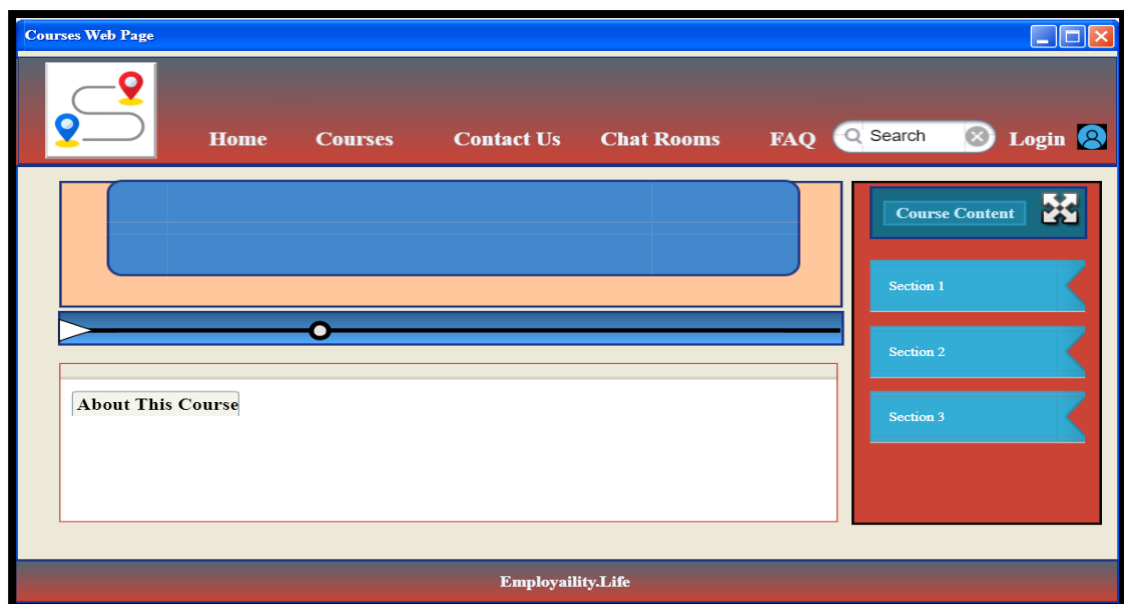 Courses Web Page
Home Courses Contact Us Chat Rooms FAQ Search Login
Course Content
Section 1
Section 2
Section 3
About This Course
Employaility.Life